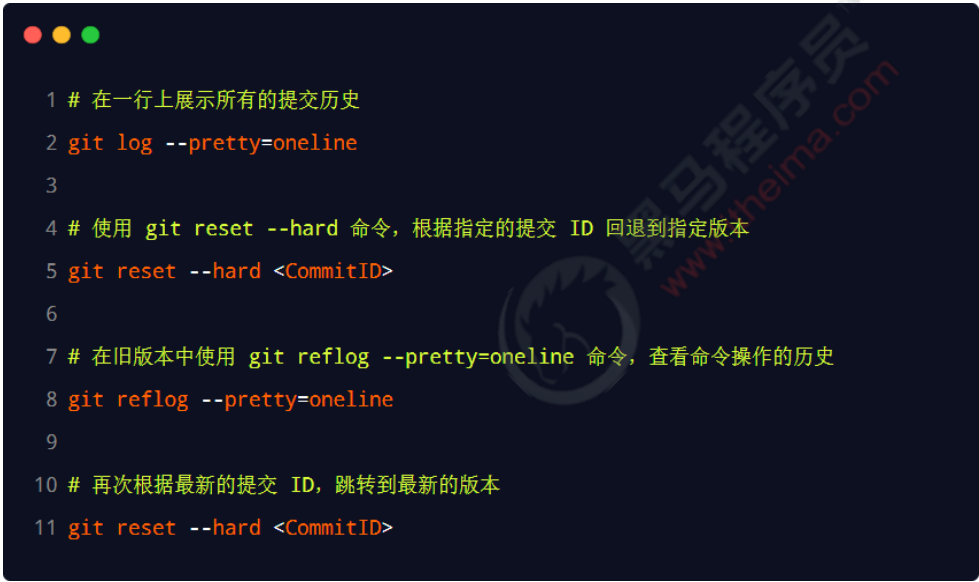 1 # 在一行上展示所有的提交历史
2 git log --pretty=oneline
3
4 # 使用 git reset --hard 命令，根据指定的提交 ID 回退到指定版本
5 git reset --hard <CommitID>
6
7 # 在旧版本中使用 git reflog --pretty=oneline 命令，查看命令操作的历史
8 git reflog --pretty=oneline
9
10 # 再次根据最新的提交 ID，跳转到最新的版本
11 git reset --hard <CommitID>
黑马程序员
www.itheima.com